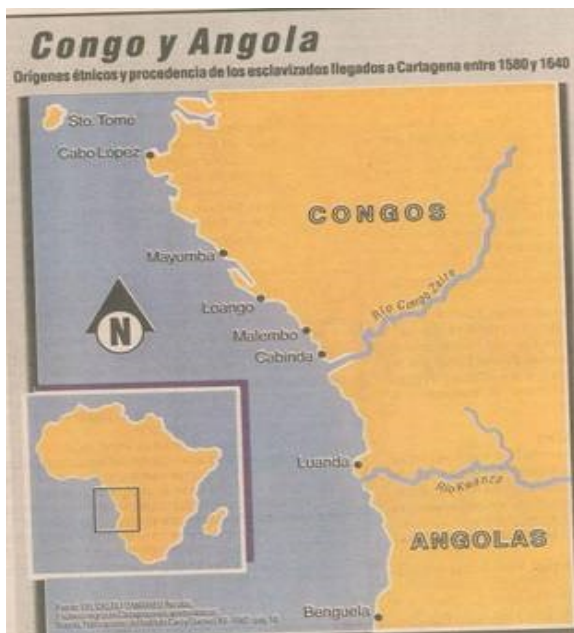 Congo y Angola
Orígenes étnicos y procedencia de los esclavizados llegados a Cartagena entre 1580 y 1640
Sto. Tomé
Cabo López
CONGOS
Mayumba
Río Congo Zaire
Loango
N
Malembo
Cabinda
Luanda
Río Kwanza
ANGOLAS
Benguela